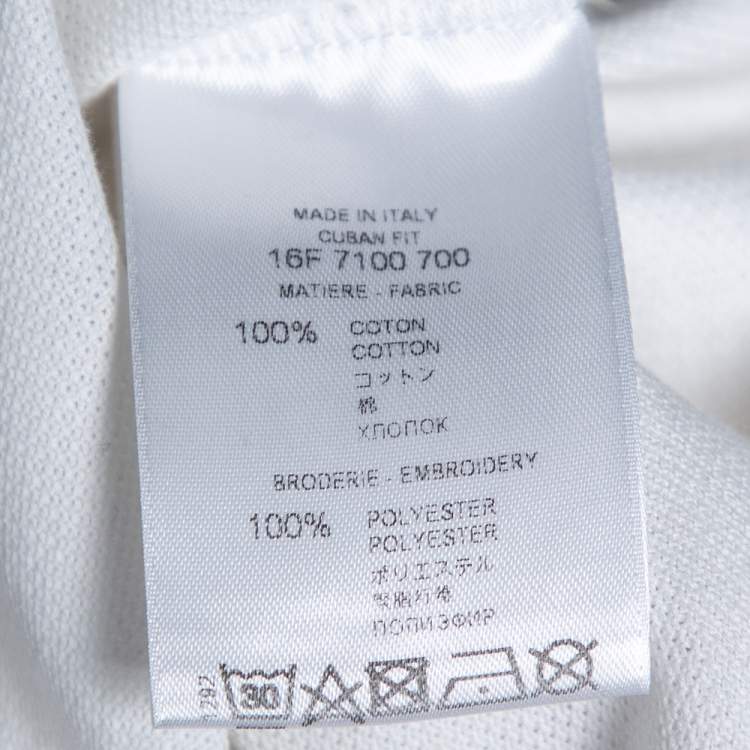 MADE IN ITALY
CUBAN FIT
16F 7100 700
MATIERE - FABRIC
100% COTON
COTTON
コットン
棉
ХЛОПОК
BRODERIE - EMBROIDERY
100% POLYESTER
POLYESTER
ポリエステル
ПОЛИЭФИР
30